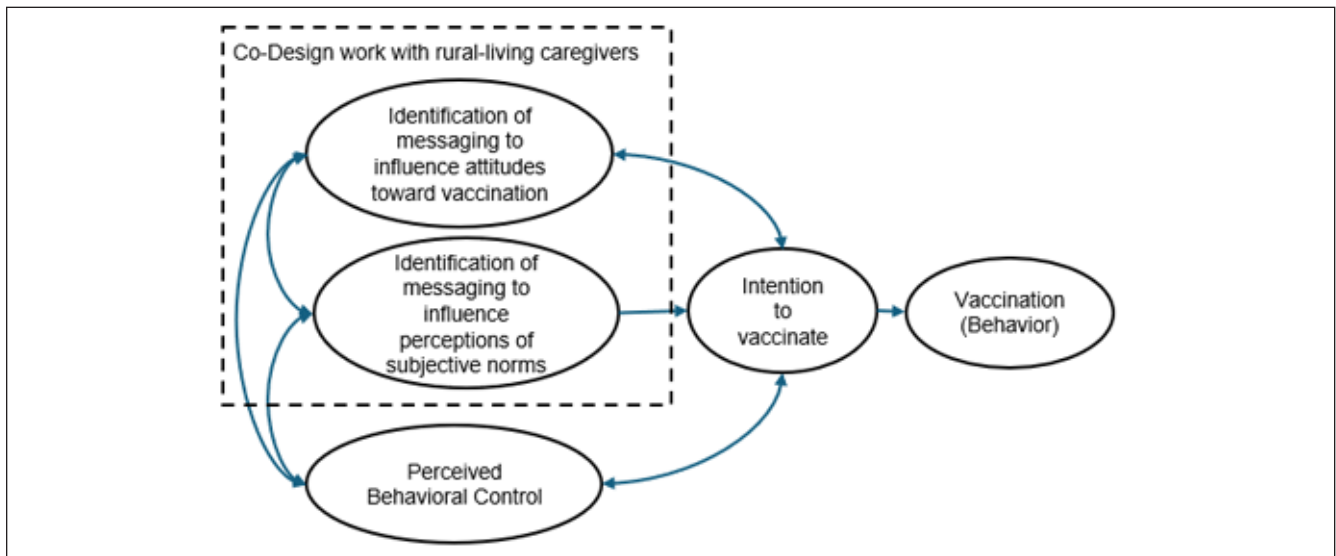 Co-Design work with rural-living caregivers
Identification of
messaging to
influence attitudes
toward vaccination
Identification of
messaging to
influence
perceptions of
subjective norms
Intention
to
vaccinate
Vaccination
(Behavior)
Perceived
Behavioral Control